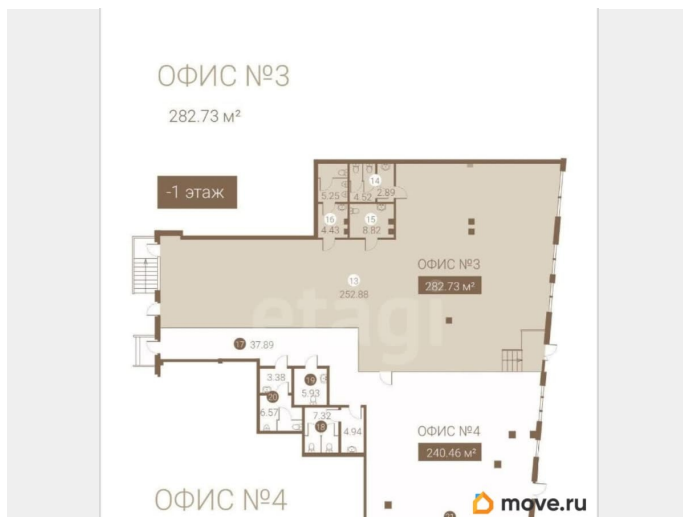 ОФИС №3
282.73 м²
-1 этаж
5.25
4.52
14
2.89
16
4.43
15
8.82
ОФИС №3
282.73 м²
13
252.88
etagi
17 37.89
3.38
19
5.93
20
6.57
7.32
18
4.94
ОФИС №4
240.46 м²
ОФИС №4
move.ru